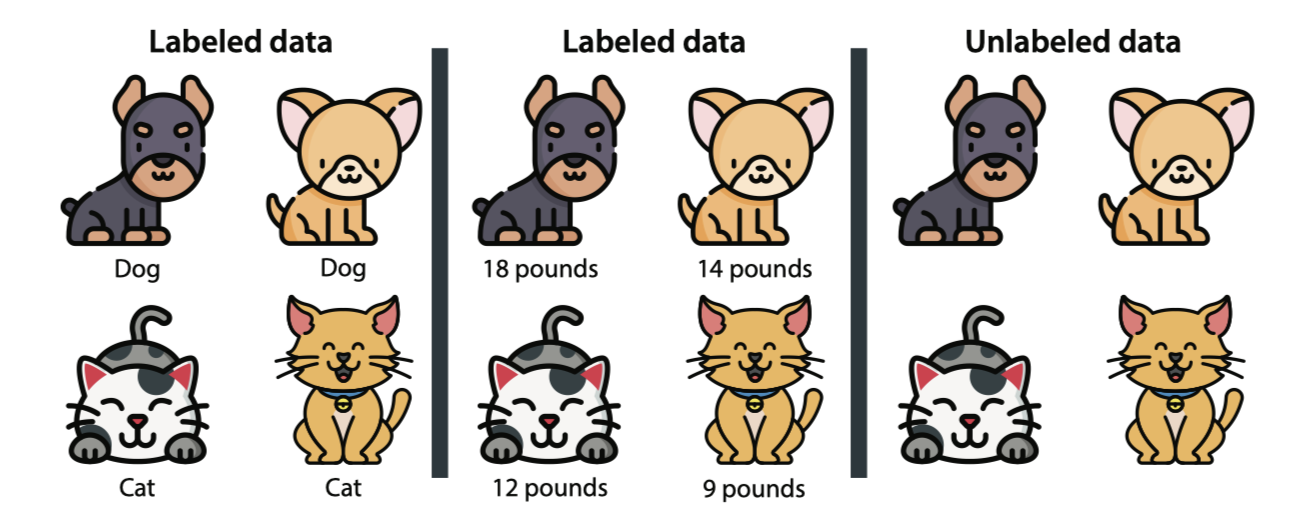 Labeled data
Dog
Dog
Cat
Cat
Labeled data
18 pounds
14 pounds
12 pounds
9 pounds
Unlabeled data